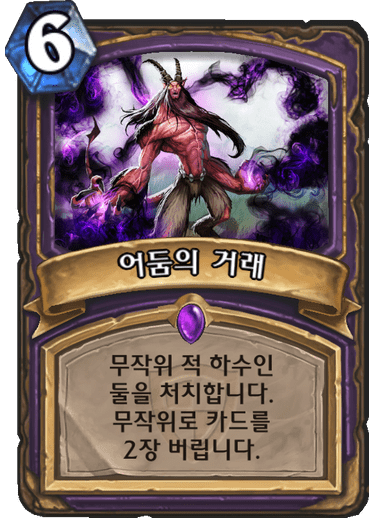 6
어둠의 거래
무작위 적 하수인
둘을 처치합니다.
무작위로 카드를
2장 버립니다.